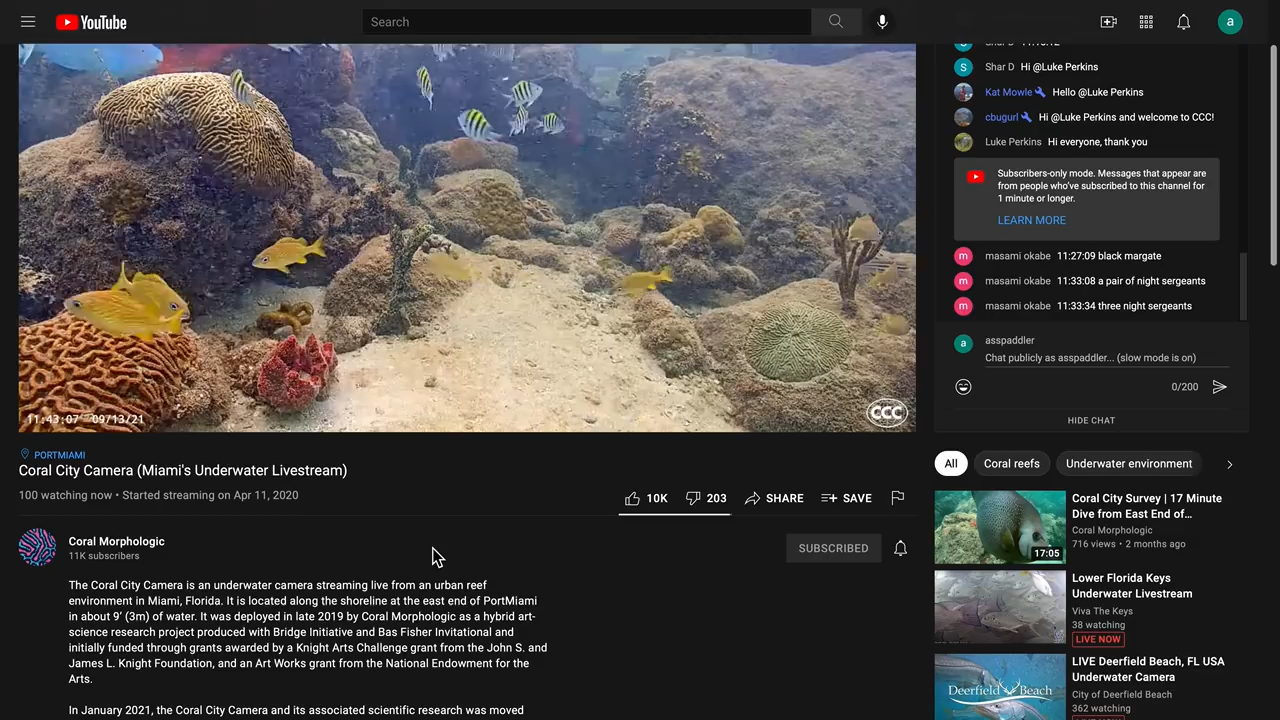 YouTube
Search
a
Shar D 11:16:12
S Shar D Hi @Luke Perkins
Kat Mowle Hello @Luke Perkins
cbugurl Hi @Luke Perkins and welcome to CCC!
Luke Perkins Hi everyone, thank you
Subscribers-only mode. Messages that appear are
from people who've subscribed to this channel for
1 minute or longer.
LEARN MORE
m masami okabe 11:27:09 black margate
m masami okabe 11:33:08 a pair of night sergeants
m masami okabe 11:33:34 three night sergeants
a asspaddler
Chat publicly as asspaddler... (slow mode is on)
0/200
HIDE CHAT
11:43:07 09/13/21
CCC
PORTMIAMI
Coral City Camera (Miami's Underwater Livestream)
100 watching now • Started streaming on Apr 11, 2020
10K 203 SHARE SAVE
Coral Morphologic
11K subscribers
SUBSCRIBED
The Coral City Camera is an underwater camera streaming live from an urban reef
environment in Miami, Florida. It is located along the shoreline at the east end of PortMiami
in about 9' (3m) of water. It was deployed in late 2019 by Coral Morphologic as a hybrid art-
science research project produced with Bridge Initiative and Bas Fisher Invitational and
initially funded through grants awarded by a Knight Arts Challenge grant from the John S. and
James L. Knight Foundation, and an Art Works grant from the National Endowment for the
Arts.
In January 2021, the Coral City Camera and its associated scientific research was moved
All Coral reefs Underwater environment
17:05
Coral City Survey | 17 Minute
Dive from East End of...
Coral Morphologic
716 views • 2 months ago
Lower Florida Keys
Underwater Livestream
Viva The Keys
38 watching
LIVE NOW
Deerfield Beach
LIVE Deerfield Beach, FL USA
Underwater Camera
City of Deerfield Beach
362 watching
LIVE NOW